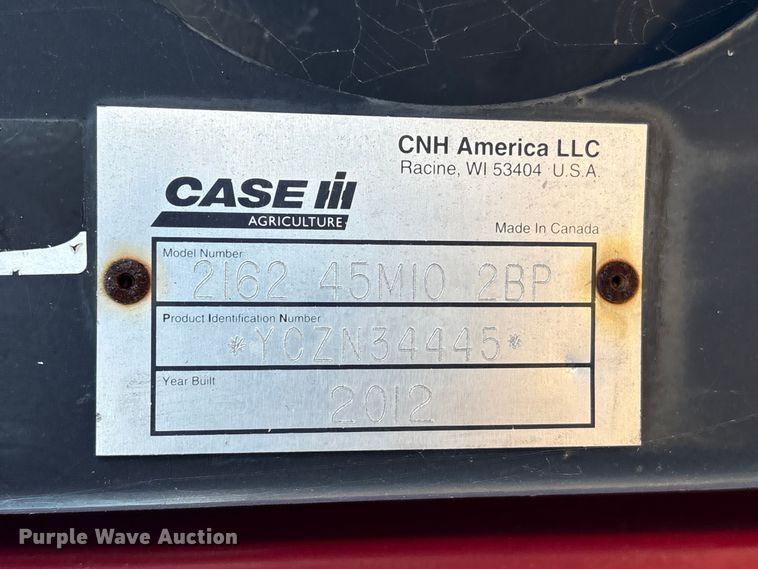 CNH America LLC
Racine, WI 53404 U.S.A.
CASE IH
AGRICULTURE
Made In Canada
Model Number
2162 45M10 2BP
Product Identification Number
*YCZN34445*
Year Built
2012
Purple Wave Auction